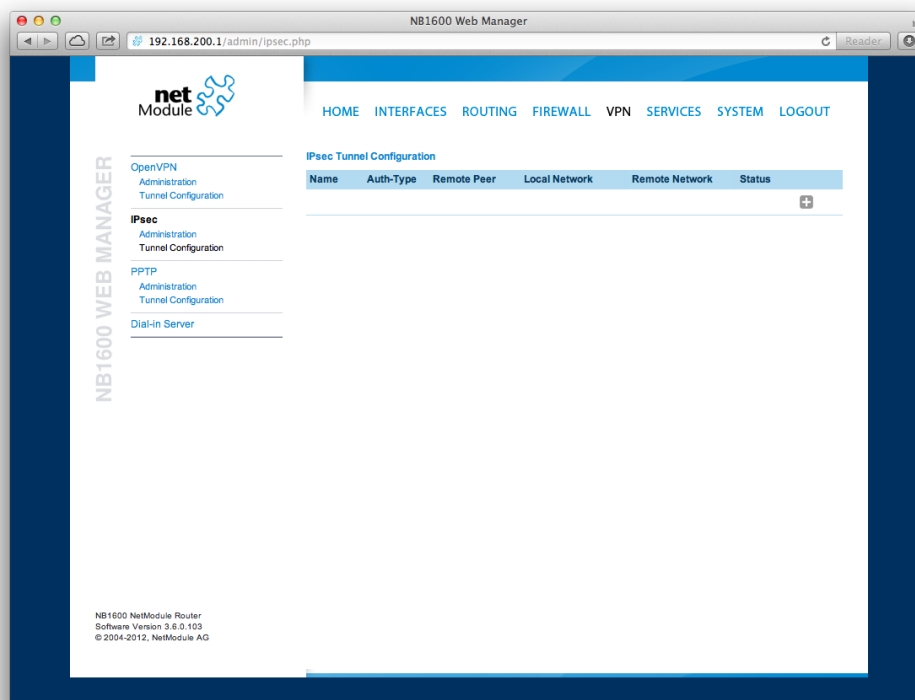 NB1600 Web Manager
192.168.200.1/admin/ipsec.php
Reader
net
Module
HOME INTERFACES ROUTING FIREWALL VPN SERVICES SYSTEM LOGOUT
NB1600 WEB MANAGER
OpenVPN
Administration
Tunnel Configuration
IPsec
Administration
Tunnel Configuration
PPTP
Administration
Tunnel Configuration
Dial-in Server
IPsec Tunnel Configuration
Name Auth-Type Remote Peer Local Network Remote Network Status
NB1600 NetModule Router
Software Version 3.6.0.103
© 2004-2012, NetModule AG